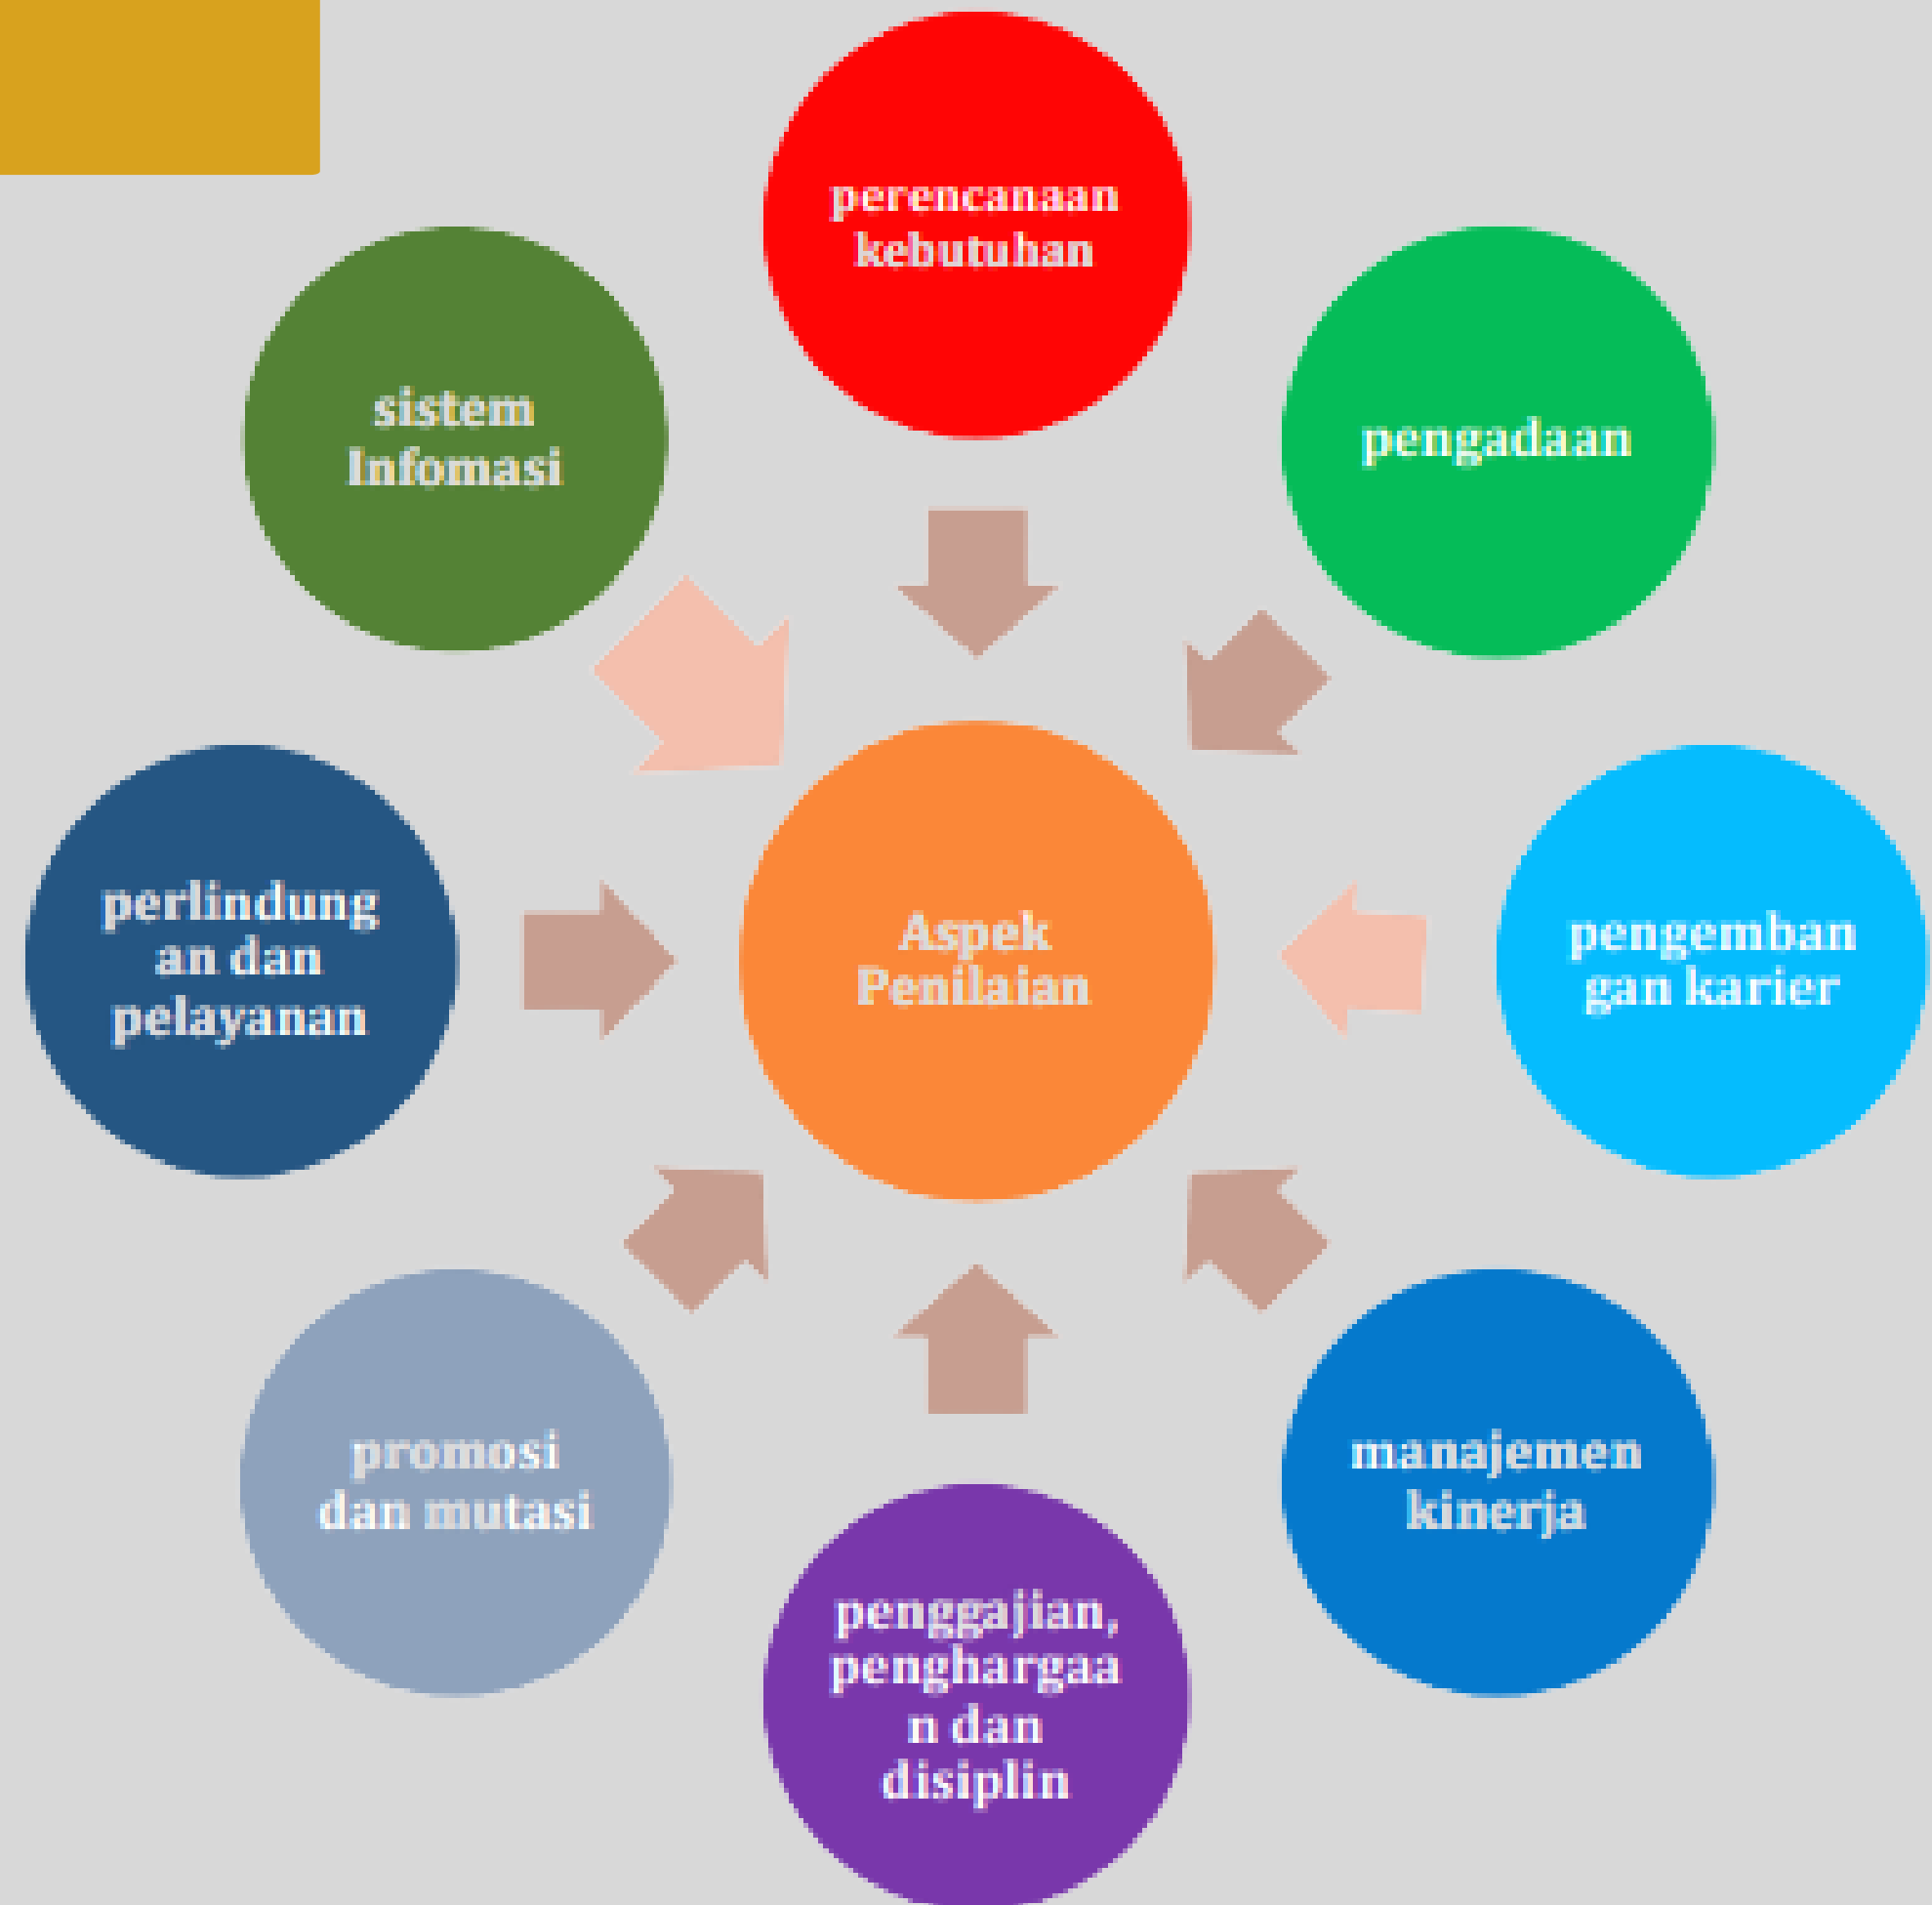 perencanaan
kebutuhan
pengadaan
pengemban
gan karier
manajemen
kinerja
penggajian,
penghargaa
n dan
disiplin
promosi
dan mutasi
perlindung
an dan
pelayanan
sistem
Infomasi
Aspek
Penilaian